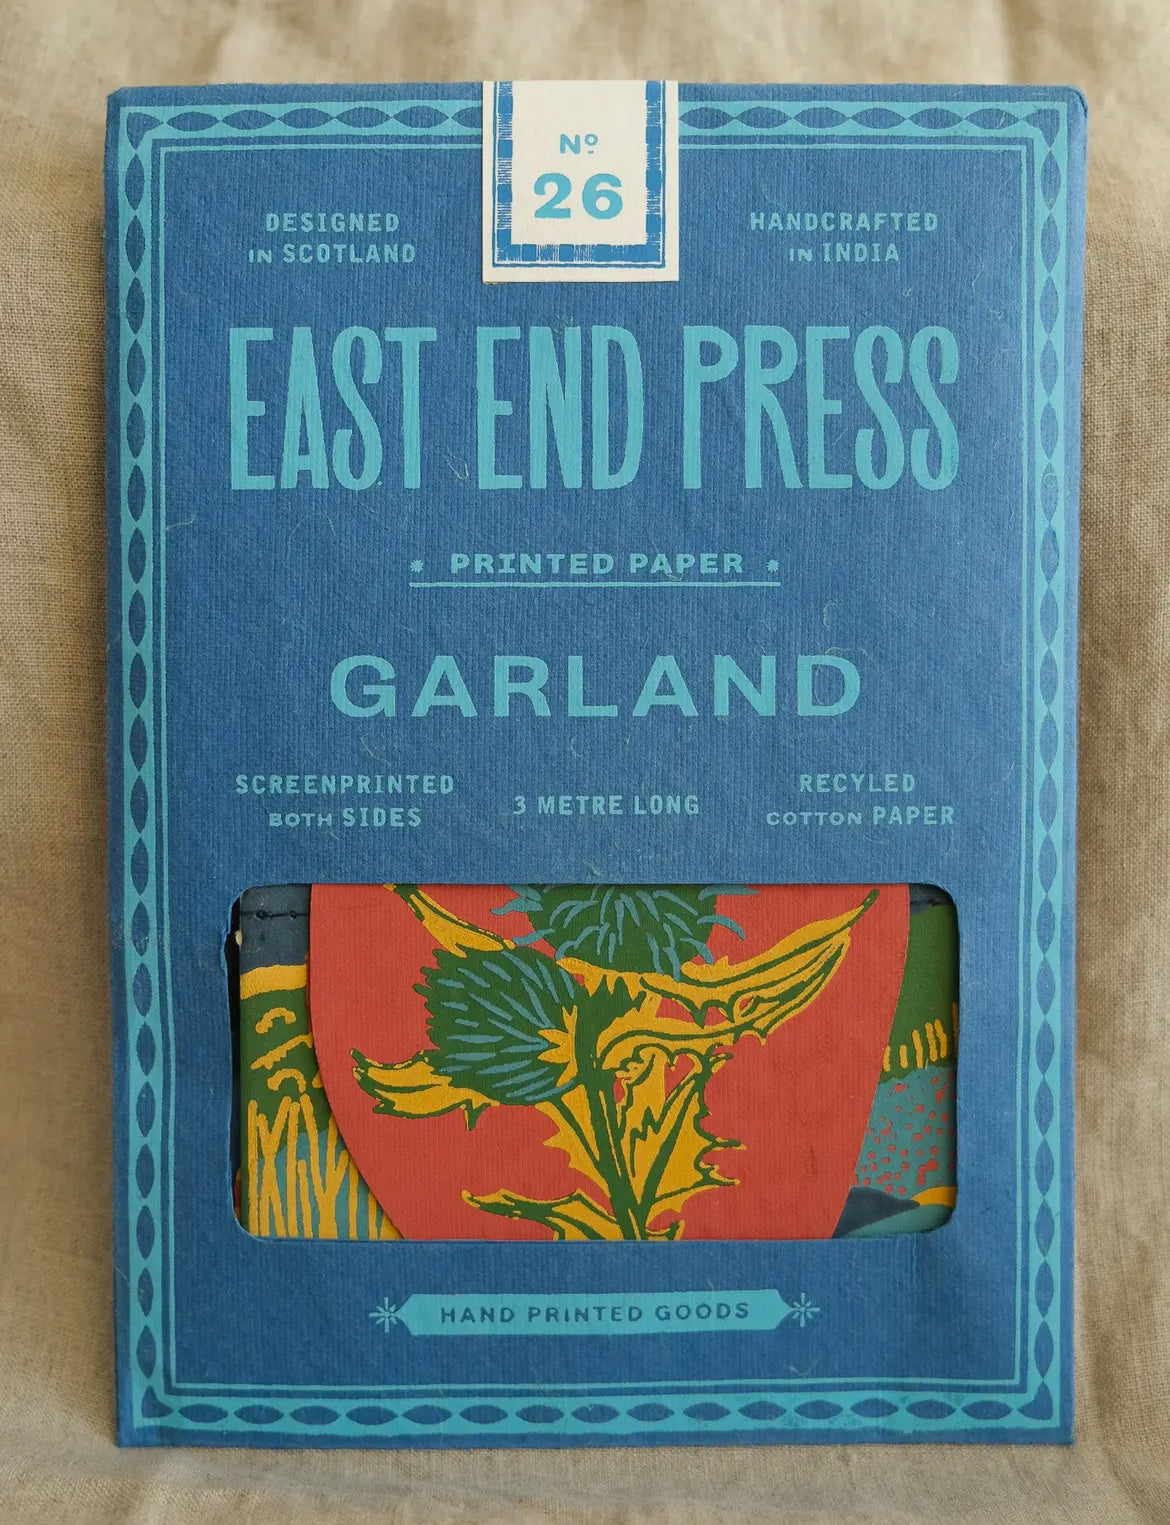 Nº
26
DESIGNED
IN SCOTLAND
HANDCRAFTED
IN INDIA
EAST END PRESS
* PRINTED PAPER *
GARLAND
SCREENPRINTED
BOTH SIDES
3 METRE LONG
RECYLED
COTTON PAPER
HAND PRINTED GOODS